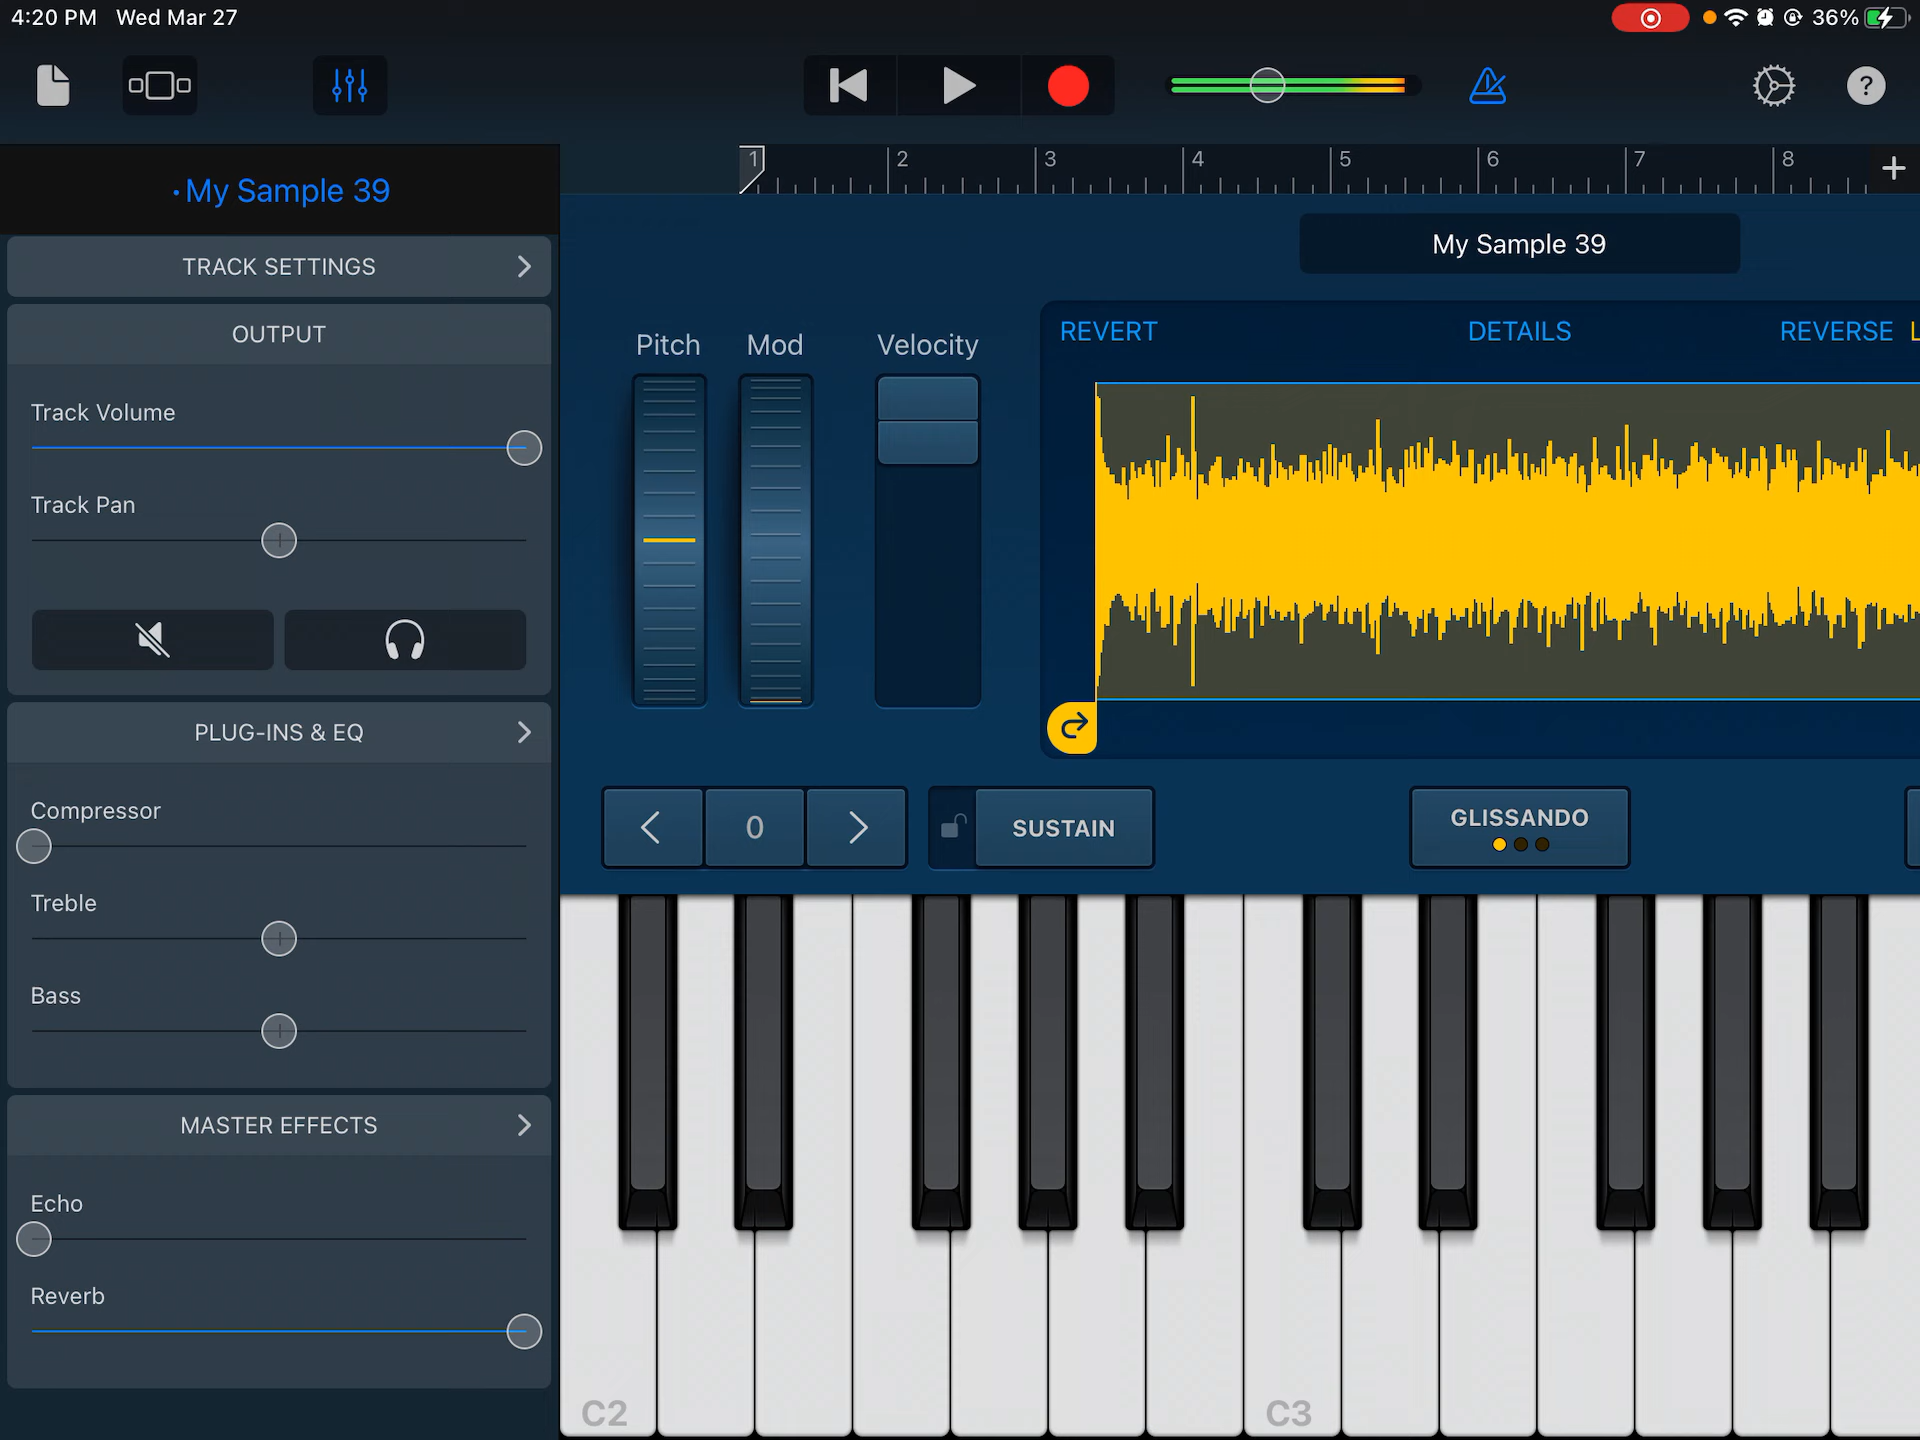 4:20 PM Wed Mar 27
36%
?
My Sample 39
1 2 3 4 5 6 7 8 +
TRACK SETTINGS
My Sample 39
OUTPUT
REVERT DETAILS REVERSE L
Pitch Mod Velocity
Track Volume
Track Pan
PLUG-INS & EQ
Compressor
0
SUSTAIN
GLISSANDO
Treble
Bass
MASTER EFFECTS
Echo
Reverb
C2 C3